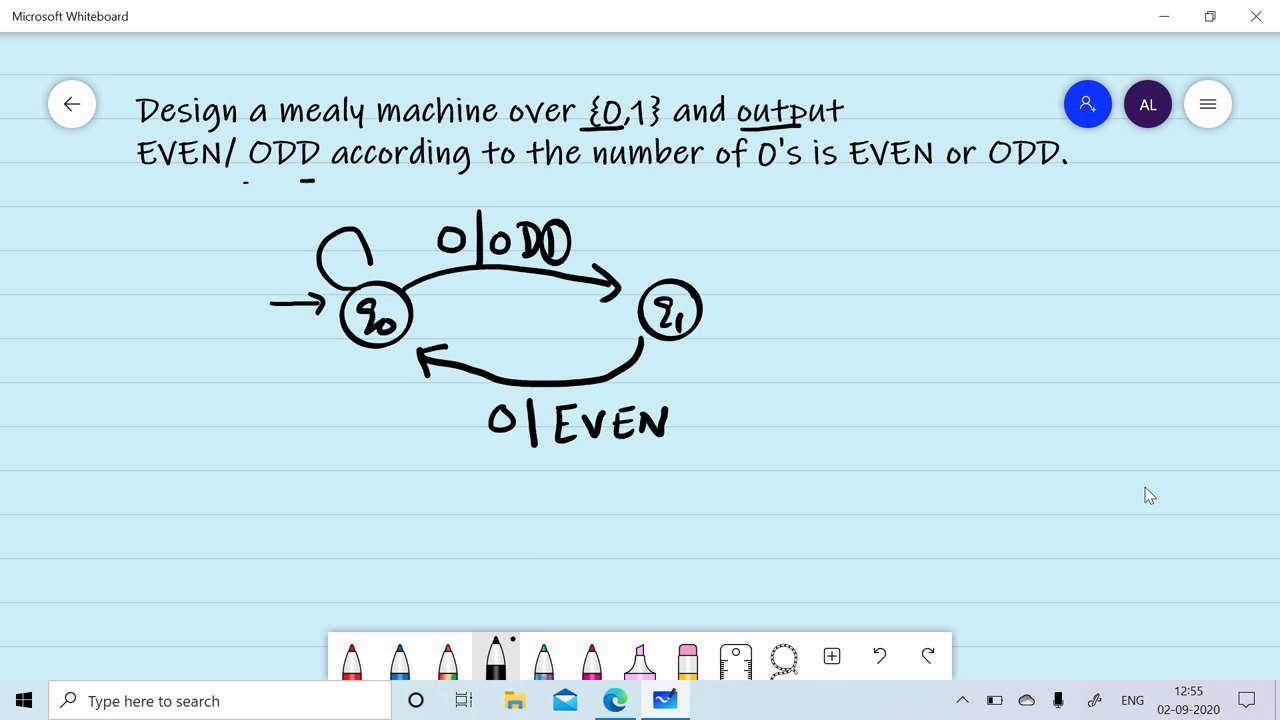 Microsoft Whiteboard
AL
Design a mealy machine over {0,1} and output
EVEN/ ODD according to the number of 0's is EVEN or ODD.
0|ODD
q0
q1
0|EVEN
Type here to search
ENG
12:55
02-09-2020